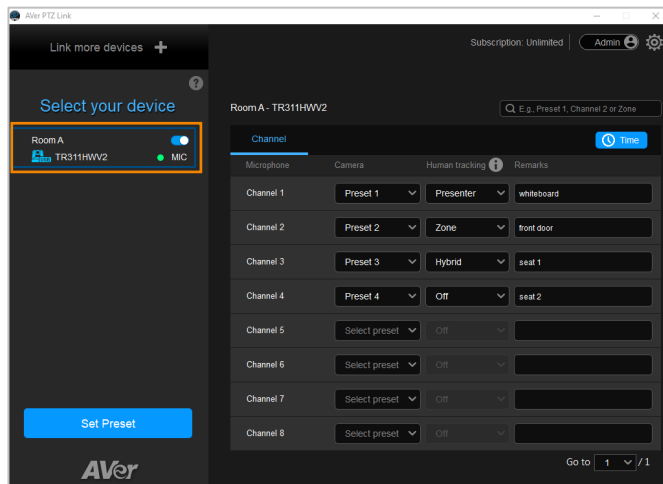 AVer PTZ Link
Link more devices +
Subscription: Unlimited
Admin
?
Select your device
Room A
TR311HWV2
MIC
Room A - TR311HWV2
E.g., Preset 1, Channel 2 or Zone
Channel
Time
Microphone Camera Human tracking i Remarks
Channel 1 Preset 1 Presenter whiteboard
Channel 2 Preset 2 Zone front door
Channel 3 Preset 3 Hybrid seat 1
Channel 4 Preset 4 Off seat 2
Channel 5 Select preset Off
Channel 6 Select preset Off
Channel 7 Select preset Off
Channel 8 Select preset Off
Set Preset
Go to 1 / 1
AVer